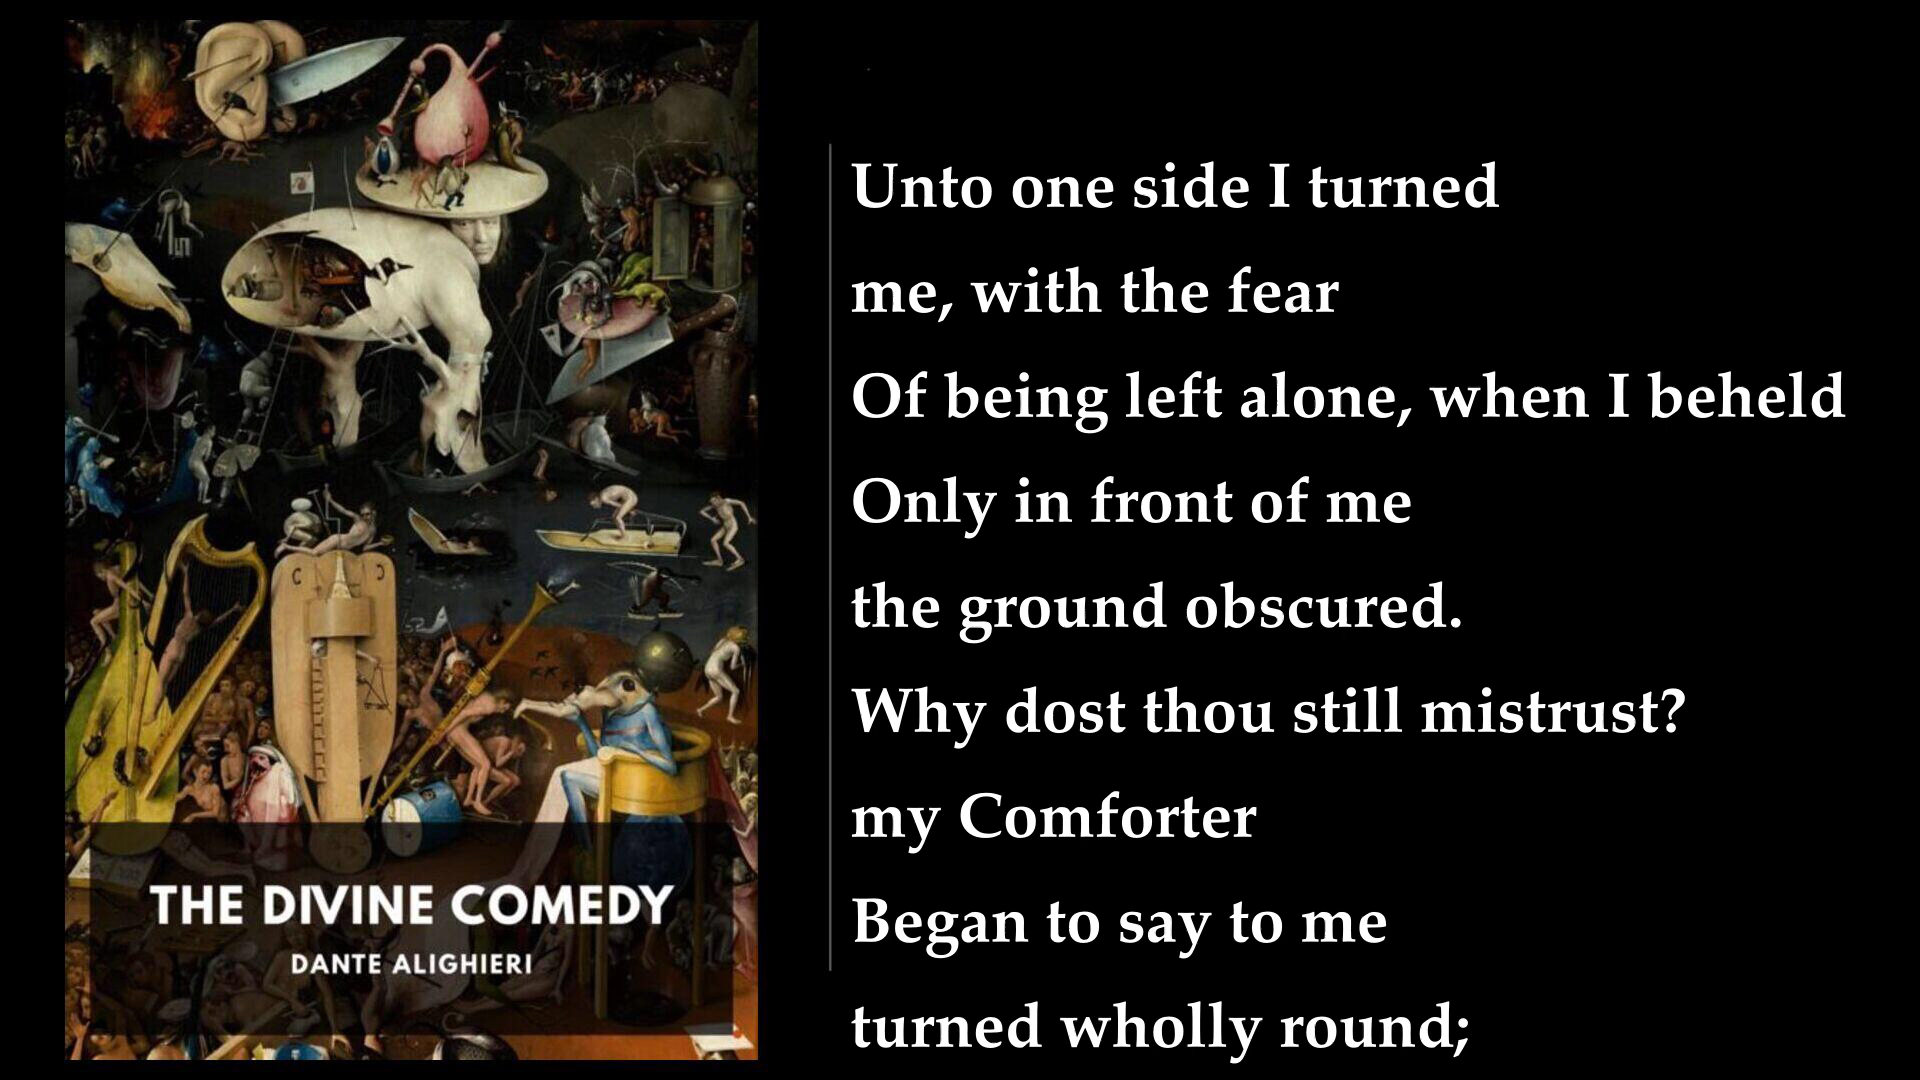 THE DIVINE COMEDY
DANTE ALIGHIERI
Unto one side I turned
me, with the fear
Of being left alone, when I beheld
Only in front of me
the ground obscured.
Why dost thou still mistrust?
my Comforter
Began to say to me
turned wholly round;